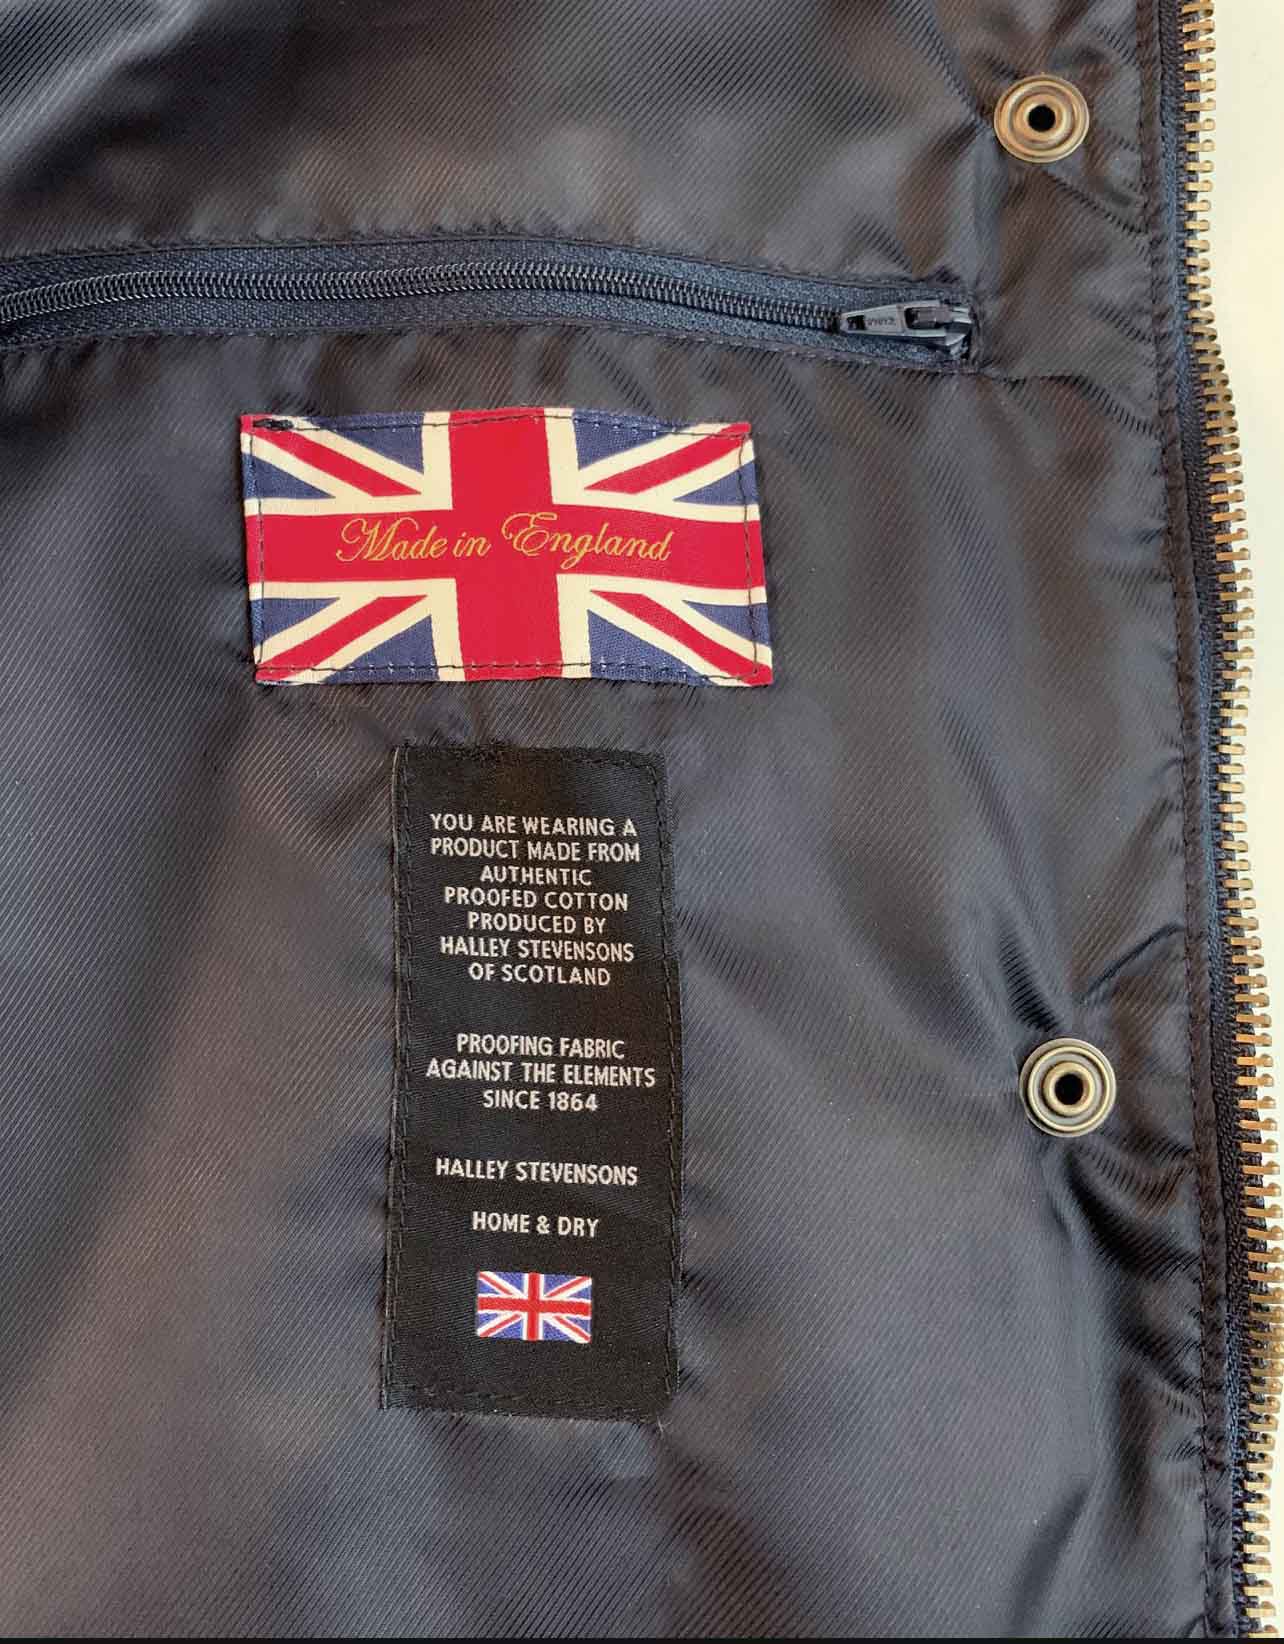 Made in England
YOU ARE WEARING A
PRODUCT MADE FROM
AUTHENTIC
PROOFED COTTON
PRODUCED BY
HALLEY STEVENSONS
OF SCOTLAND
PROOFING FABRIC
AGAINST THE ELEMENTS
SINCE 1864
HALLEY STEVENSONS
HOME & DRY